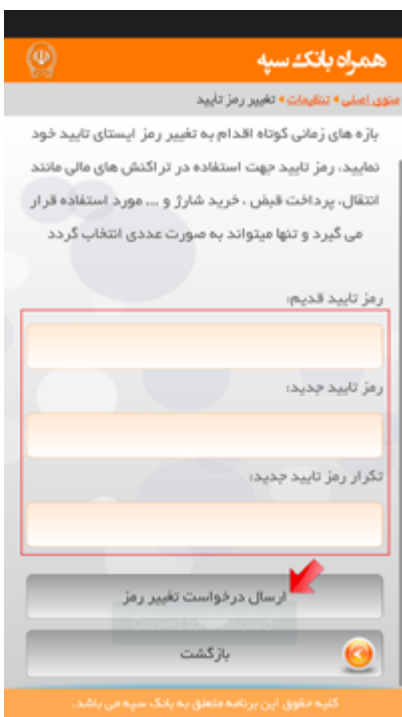 همراه بانک سپه
منوی اصلی > تنظیمات > تغییر رمز تأیید
بازه های زمانی کوتاه اقدام به تغییر رمز ایستای تایید خود
نمایید، رمز تایید جهت استفاده در تراکنش های مالی مانند
انتقال، پرداخت قبض ، خرید شارژ و ... مورد استفاده قرار
می گیرد و تنها میتواند به صورت عددی انتخاب گردد
رمز تایید قدیم:
رمز تایید جدید:
تکرار رمز تایید جدید:
ارسال درخواست تغییر رمز
بازگشت
کلیه حقوق این برنامه متعلق به بانک سپه می باشد.